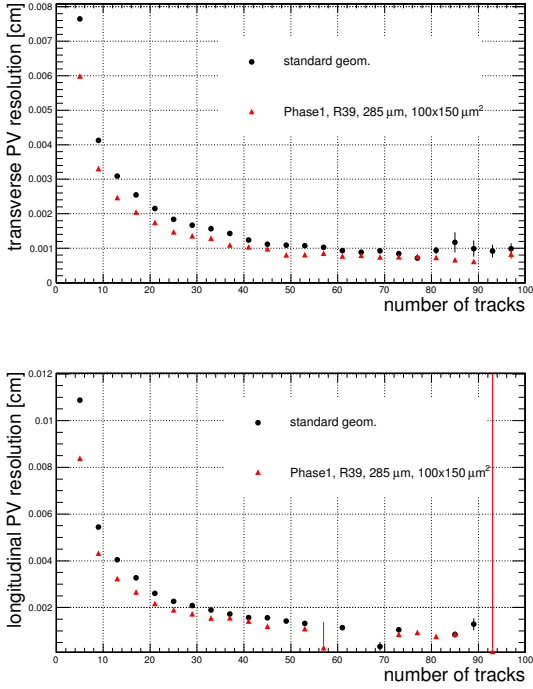 transverse PV resolution [cm]
0.008
0.007
0.006
0.005
0.004
0.003
0.002
0.001
0
standard geom.
Phase1, R39, 285 μm, 100x150 μm²
0 10 20 30 40 50 60 70 80 90 100
number of tracks
longitudinal PV resolution [cm]
0.012
0.01
0.008
0.006
0.004
0.002
standard geom.
Phase1, R39, 285 μm, 100x150 μm²
0 10 20 30 40 50 60 70 80 90 100
number of tracks